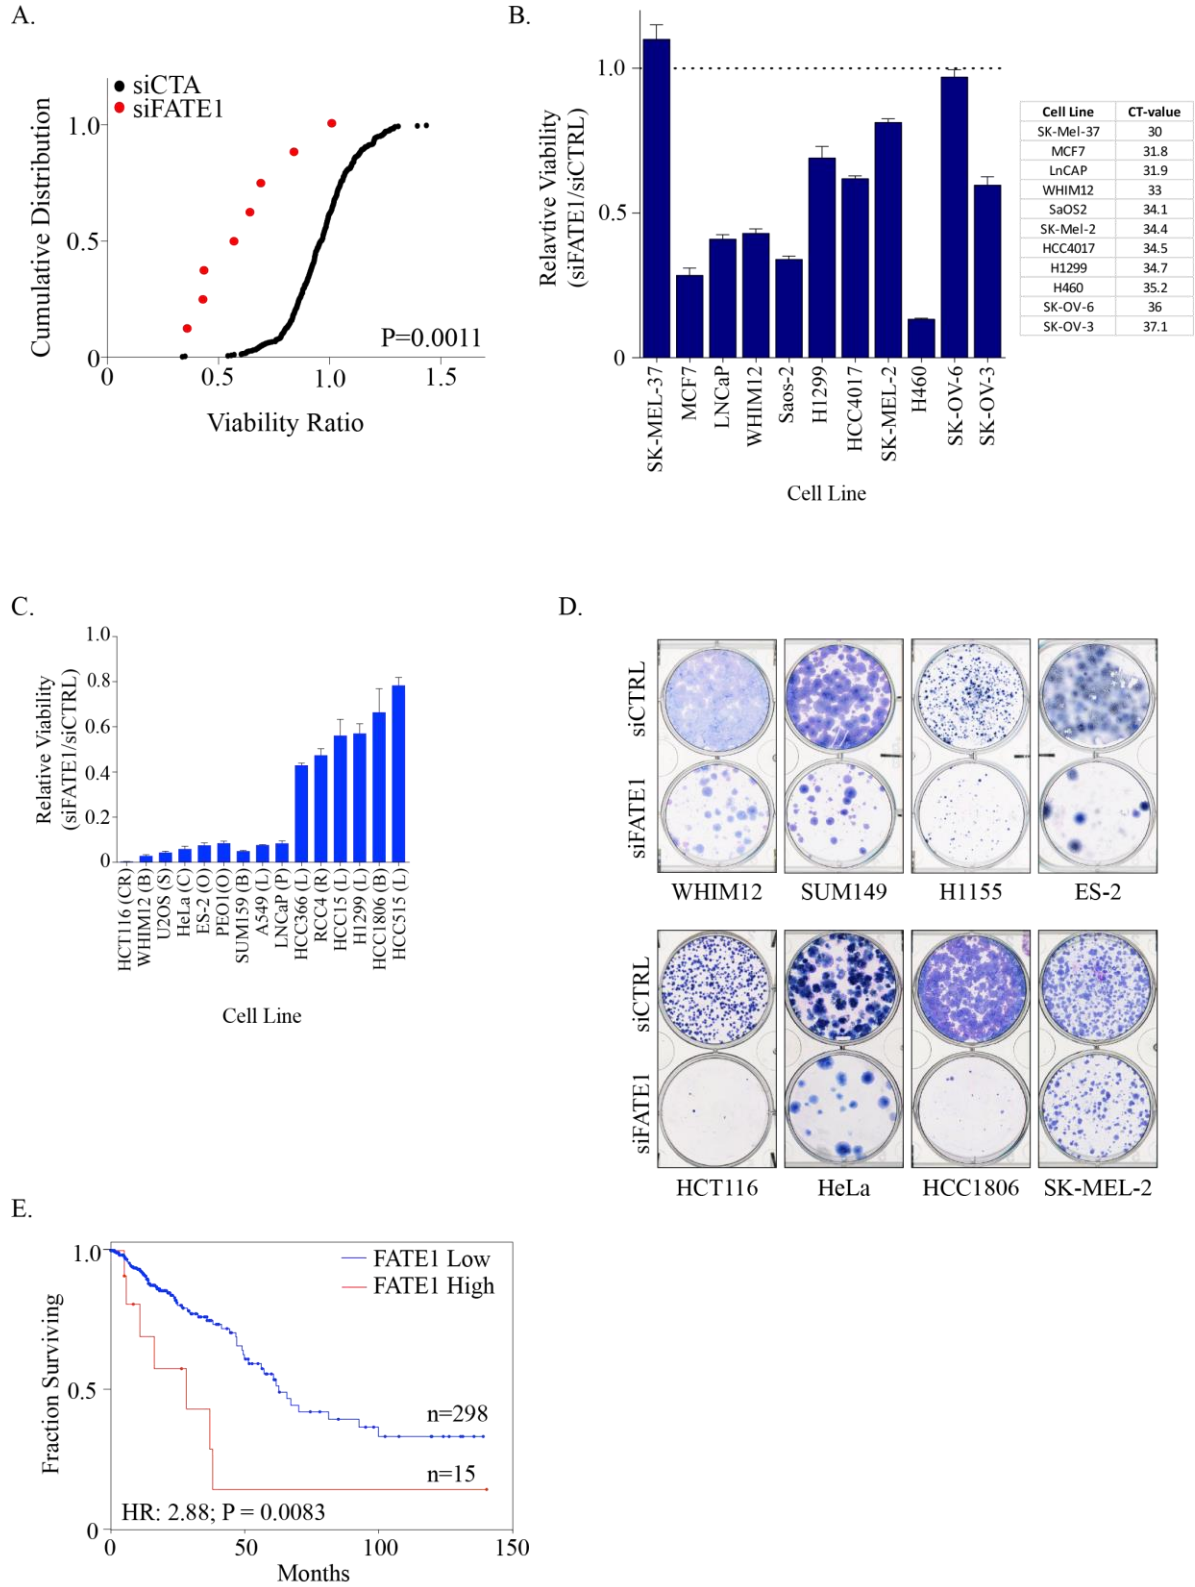 A.
siCTA
siFATE1
Cumulative Distribution
1.0
0.5
0
0
0.5
1.0
1.5
P=0.0011
Viability Ratio
B.
Relavtive Viability
(siFATE1/siCTRL)
1.0
0.5
0
SK-MEL-37
MCF7
LNCaP
WHIM12
Saos-2
H1299
HCC4017
SK-MEL-2
H460
SK-OV-6
SK-OV-3
Cell Line
Cell Line CT-value
SK-Mel-37 30
MCF7 31.8
LnCAP 31.9
WHIM12 33
SaOS2 34.1
SK-Mel-2 34.4
HCC4017 34.5
H1299 34.7
H460 35.2
SK-OV-6 36
SK-OV-3 37.1
C.
Relative Viability
(siFATE1/siCTRL)
1.0
0.8
0.6
0.4
0.2
0
HCT116 (CR)
WHIM12 (B)
U2OS (S)
HeLa (C)
ES-2 (O)
PEO1(O)
SUM159 (B)
A549 (L)
LNCaP (P)
HCC366 (L)
RCC4 (R)
HCC15 (L)
H1299 (L)
HCC1806 (B)
HCC515 (L)
Cell Line
D.
siCTRL
siFATE1
WHIM12
SUM149
H1155
ES-2
siCTRL
siFATE1
HCT116
HeLa
HCC1806
SK-MEL-2
E.
Fraction Surviving
1.0
0.5
0
FATE1 Low
FATE1 High
n=298
n=15
HR: 2.88; P = 0.0083
0
50
100
150
Months